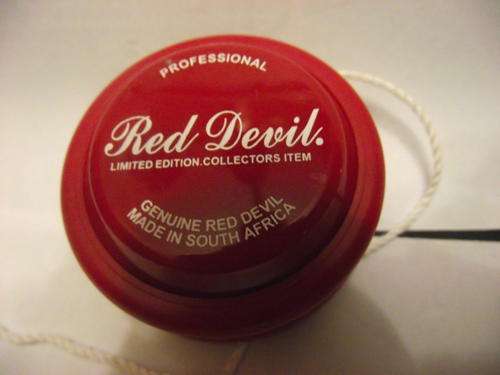 PROFESSIONAL
Red Devil.
LIMITED EDITION.COLLECTORS ITEM
GENUINE RED DEVIL
MADE IN SOUTH AFRICA